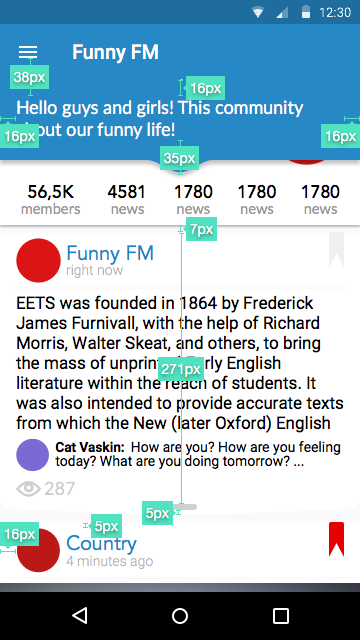 12:30
Funny FM
38px
16px
Hello guys and girls! This community
about our funny life!
16px
16px
35px
56,5K 4581 1780 1780 1780
members news news news news
7px
Funny FM
right now
EETS was founded in 1864 by Frederick
James Furnivall, with the help of Richard
Morris, Walter Skeat, and others, to bring
the mass of unprinted Early English
271px
literature within the reach of students. It
was also intended to provide accurate texts
from which the New (later Oxford) English
Cat Vaskin: How are you? How are you feeling
today? What are you doing tomorrow? ...
287
5px
5px
16px
Country
4 minutes ago